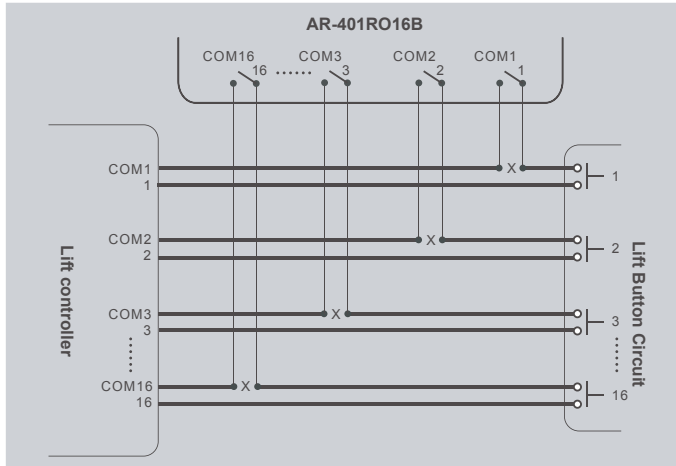 AR-401RO16B
COM16 COM3 COM2 COM1
16 ...... 3 2 1
COM1 X 1
1
COM2 X 2
2
COM3 X 3
3
......
COM16 X 16
16
Lift controller
Lift Button Circuit
......